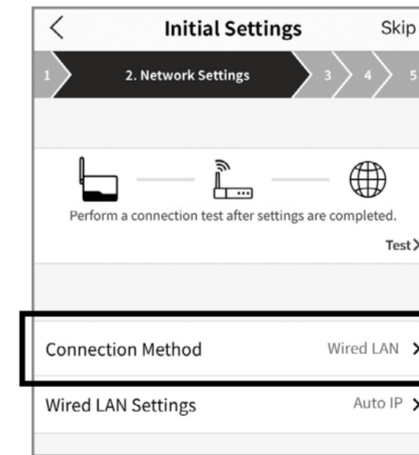 Initial Settings Skip
1 2. Network Settings 3 4 5
Perform a connection test after settings are completed.
Test
Connection Method Wired LAN
Wired LAN Settings Auto IP